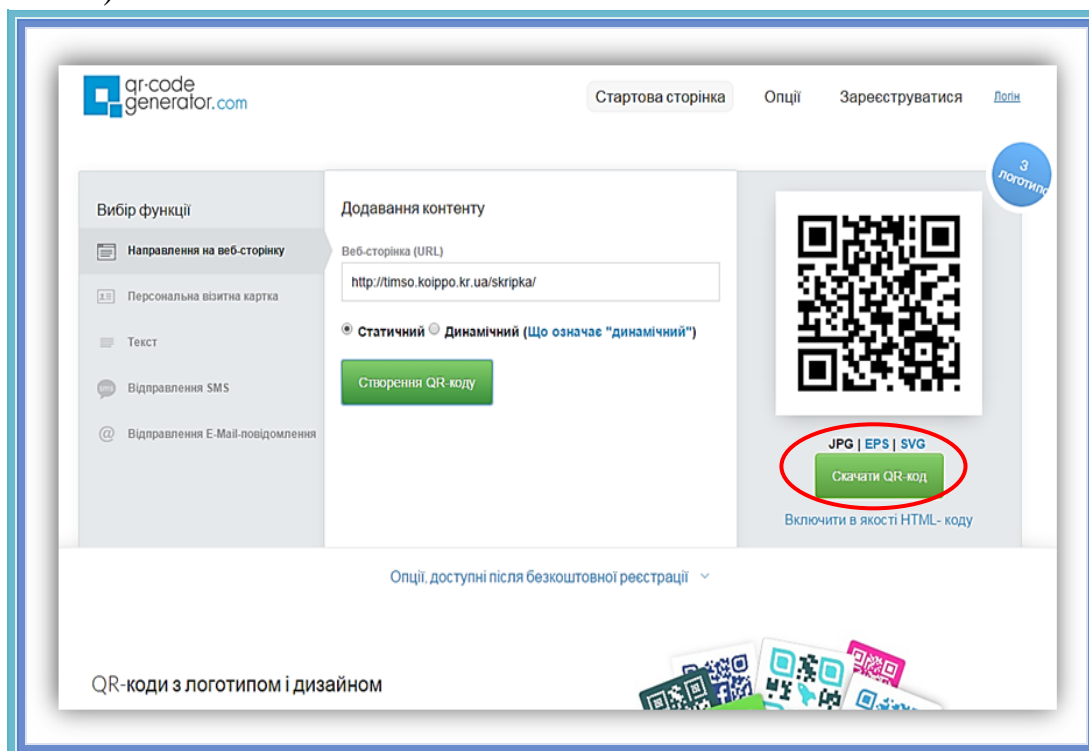 )
qr-code
generator.com
Стартова сторінка Опції Зареєструватися Логін
З
логотипо
Вибір функції
Направлення на веб-сторінку
Персональна візитна картка
Текст
sms
Відправлення SMS
@
Відправлення E-Mail-повідомлення
Додавання контенту
Веб-сторінка (URL)
http://timso.koippo.kr.ua/skripka/
Статичний Динамічний (Що означає "динамічний")
Створення QR-коду
JPG | EPS | SVG
Скачати QR-код
Включити в якості HTML- коду
Опції, доступні після безкоштовної реєстрації
QR-коди з логотипом і дизайном